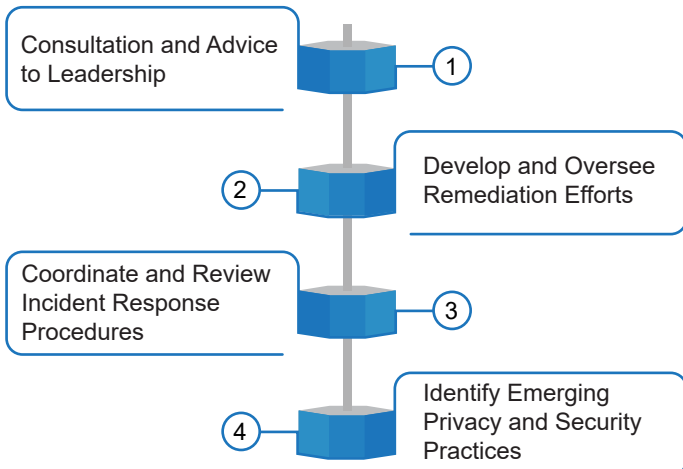 Consultation and Advice
to Leadership
1
2
Develop and Oversee
Remediation Efforts
Coordinate and Review
Incident Response
Procedures
3
4
Identify Emerging
Privacy and Security
Practices